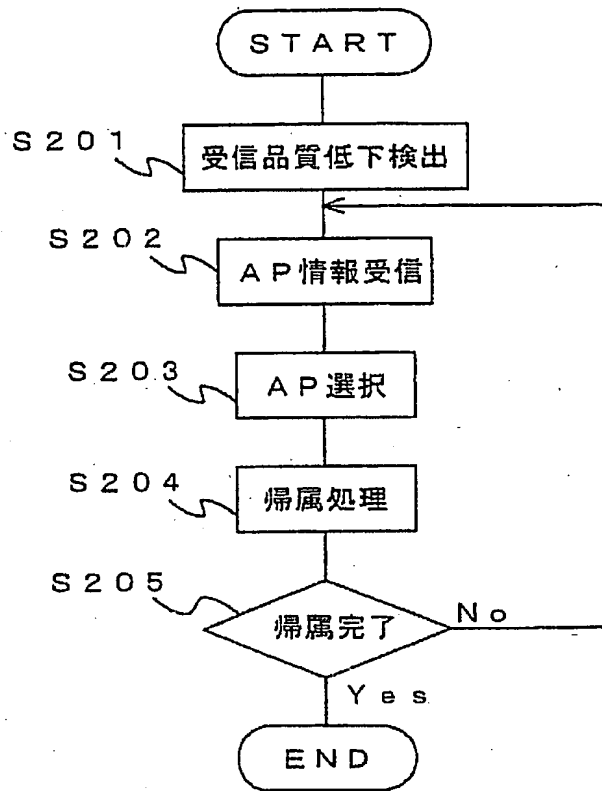 START
S201
受信品質低下検出
S202
AP情報受信
S203
AP選択
S204
帰属処理
S205
帰属完了
No
Yes
END